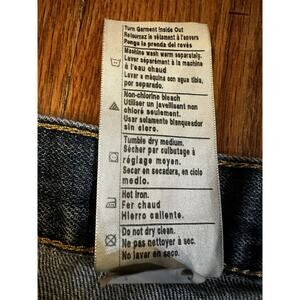 Turn Garment Inside Out
Retournez le vêtement à l'envers
Ponga la prenda del revés
Machine wash warm separately.
Laver séparément à la machine
à l'eau chaud
Lavar a máquina con agua tibia,
por separado.
Non-chlorine bleach
Utiliser un javellisant non
chloré seulement.
Usar solamente blanqueador
sin cloro.
Tumble dry medium.
Sécher par culbutage à
réglage moyen.
Secar en secadora, en ciclo
medio.
Hot iron.
Fer chaud
Hierro caliente.
Do not dry clean.
Ne pas nettoyer à sec.
No lavar en seco.